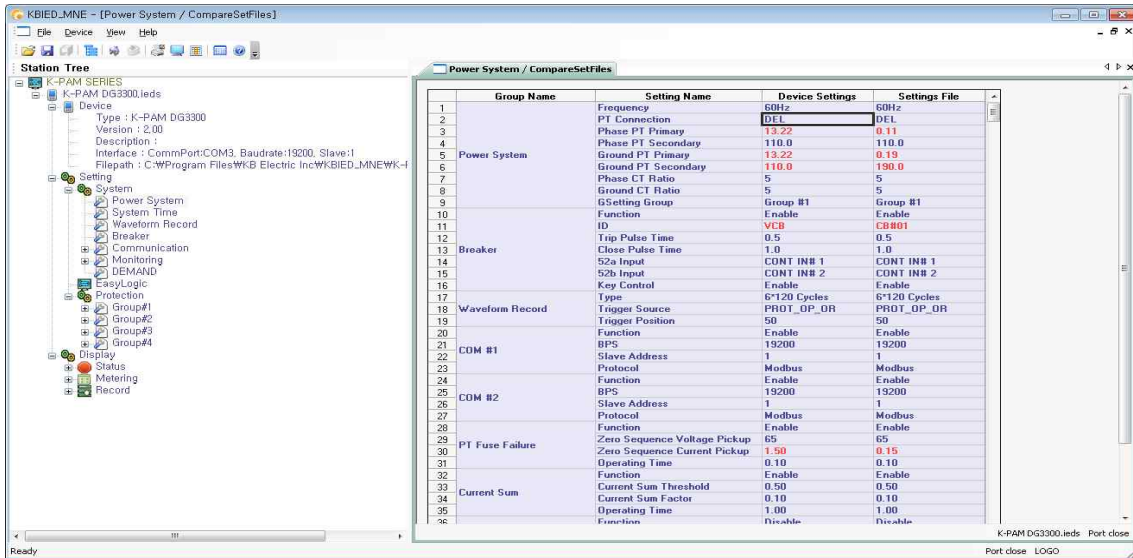 KBIED_MNE - [Power System / CompareSetFiles]
File Device View Help
Station Tree
K-PAM SERIES
K-PAM DG3300.ieds
Device
Type : K-PAM DG3300
Version : 2.00
Description :
Interface : CommPort:COM3, Baudrate:19200, Slave:1
Filepath : C:₩Program Files₩KB Electric Inc₩KBIED_MNE₩K-F
Setting
System
Power System
System Time
Waveform Record
Breaker
Communication
Monitoring
DEMAND
EasyLogic
Protection
Group#1
Group#2
Group#3
Group#4
Display
Status
Metering
Record
Power System / CompareSetFiles
Group Name Setting Name Device Settings Settings File
1 Frequency 60Hz 60Hz
2 PT Connection DEL DEL
3 Phase PT Primary 13.22 0.11
4 Phase PT Secondary 110.0 110.0
5 Power System Ground PT Primary 13.22 0.19
6 Ground PT Secondary 110.0 190.0
7 Phase CT Ratio 5 5
8 Ground CT Ratio 5 5
9 GSetting Group Group #1 Group #1
10 Function Enable Enable
11 ID VCB CB#01
12 Trip Pulse Time 0.5 0.5
13 Breaker Close Pulse Time 1.0 1.0
14 52a Input CONT IN# 1 CONT IN# 1
15 52b Input CONT IN# 2 CONT IN# 2
16 Key Control Enable Enable
17 Type 6*120 Cycles 6*120 Cycles
18 Waveform Record Trigger Source PROT_OP_OR PROT_OP_OR
19 Trigger Position 50 50
20 Function Enable Enable
21 COM #1 BPS 19200 19200
22 Slave Address 1 1
23 Protocol Modbus Modbus
24 Function Enable Enable
25 COM #2 BPS 19200 19200
26 Slave Address 1 1
27 Protocol Modbus Modbus
28 Function Enable Enable
29 PT Fuse Failure Zero Sequence Voltage Pickup 65 65
30 Zero Sequence Current Pickup 1.50 0.15
31 Operating Time 0.10 0.10
32 Function Enable Enable
33 Current Sum Current Sum Threshold 0.50 0.50
34 Current Sum Factor 0.10 0.10
35 Operating Time 1.00 1.00
36 Function Disable Disable
K-PAM DG3300.ieds Port close
Ready Port close LOGO